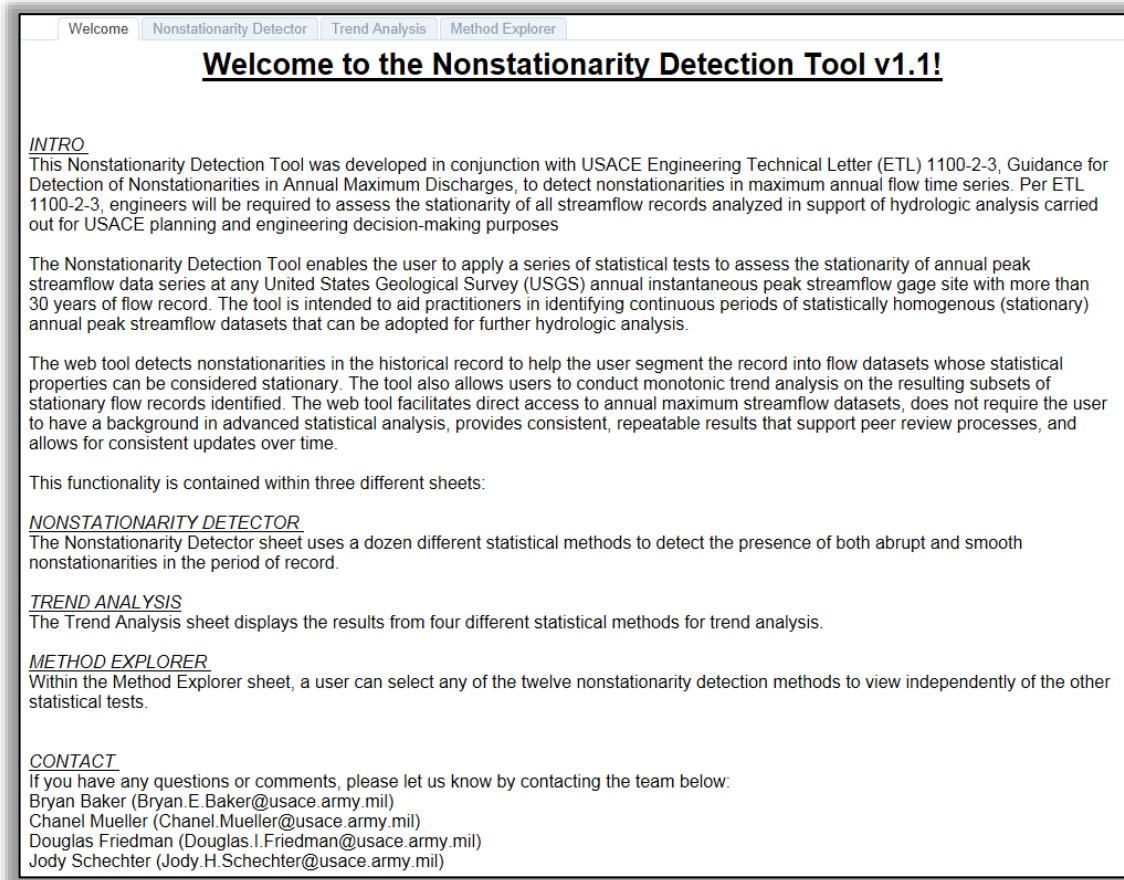 Welcome Nonstationarity Detector Trend Analysis Method Explorer
Welcome to the Nonstationarity Detection Tool v1.1!
INTRO
This Nonstationarity Detection Tool was developed in conjunction with USACE Engineering Technical Letter (ETL) 1100-2-3, Guidance for
Detection of Nonstationarities in Annual Maximum Discharges, to detect nonstationarities in maximum annual flow time series. Per ETL
1100-2-3, engineers will be required to assess the stationarity of all streamflow records analyzed in support of hydrologic analysis carried
out for USACE planning and engineering decision-making purposes
The Nonstationarity Detection Tool enables the user to apply a series of statistical tests to assess the stationarity of annual peak
streamflow data series at any United States Geological Survey (USGS) annual instantaneous peak streamflow gage site with more than
30 years of flow record. The tool is intended to aid practitioners in identifying continuous periods of statistically homogenous (stationary)
annual peak streamflow datasets that can be adopted for further hydrologic analysis.
The web tool detects nonstationarities in the historical record to help the user segment the record into flow datasets whose statistical
properties can be considered stationary. The tool also allows users to conduct monotonic trend analysis on the resulting subsets of
stationary flow records identified. The web tool facilitates direct access to annual maximum streamflow datasets, does not require the user
to have a background in advanced statistical analysis, provides consistent, repeatable results that support peer review processes, and
allows for consistent updates over time.
This functionality is contained within three different sheets:
NONSTATIONARITY DETECTOR
The Nonstationarity Detector sheet uses a dozen different statistical methods to detect the presence of both abrupt and smooth
nonstationarities in the period of record.
TREND ANALYSIS
The Trend Analysis sheet displays the results from four different statistical methods for trend analysis.
METHOD EXPLORER
Within the Method Explorer sheet, a user can select any of the twelve nonstationarity detection methods to view independently of the other
statistical tests.
CONTACT
If you have any questions or comments, please let us know by contacting the team below:
Bryan Baker (Bryan.E.Baker@usace.army.mil)
Chanel Mueller (Chanel.Mueller@usace.army.mil)
Douglas Friedman (Douglas.I.Friedman@usace.army.mil)
Jody Schechter (Jody.H.Schechter@usace.army.mil)